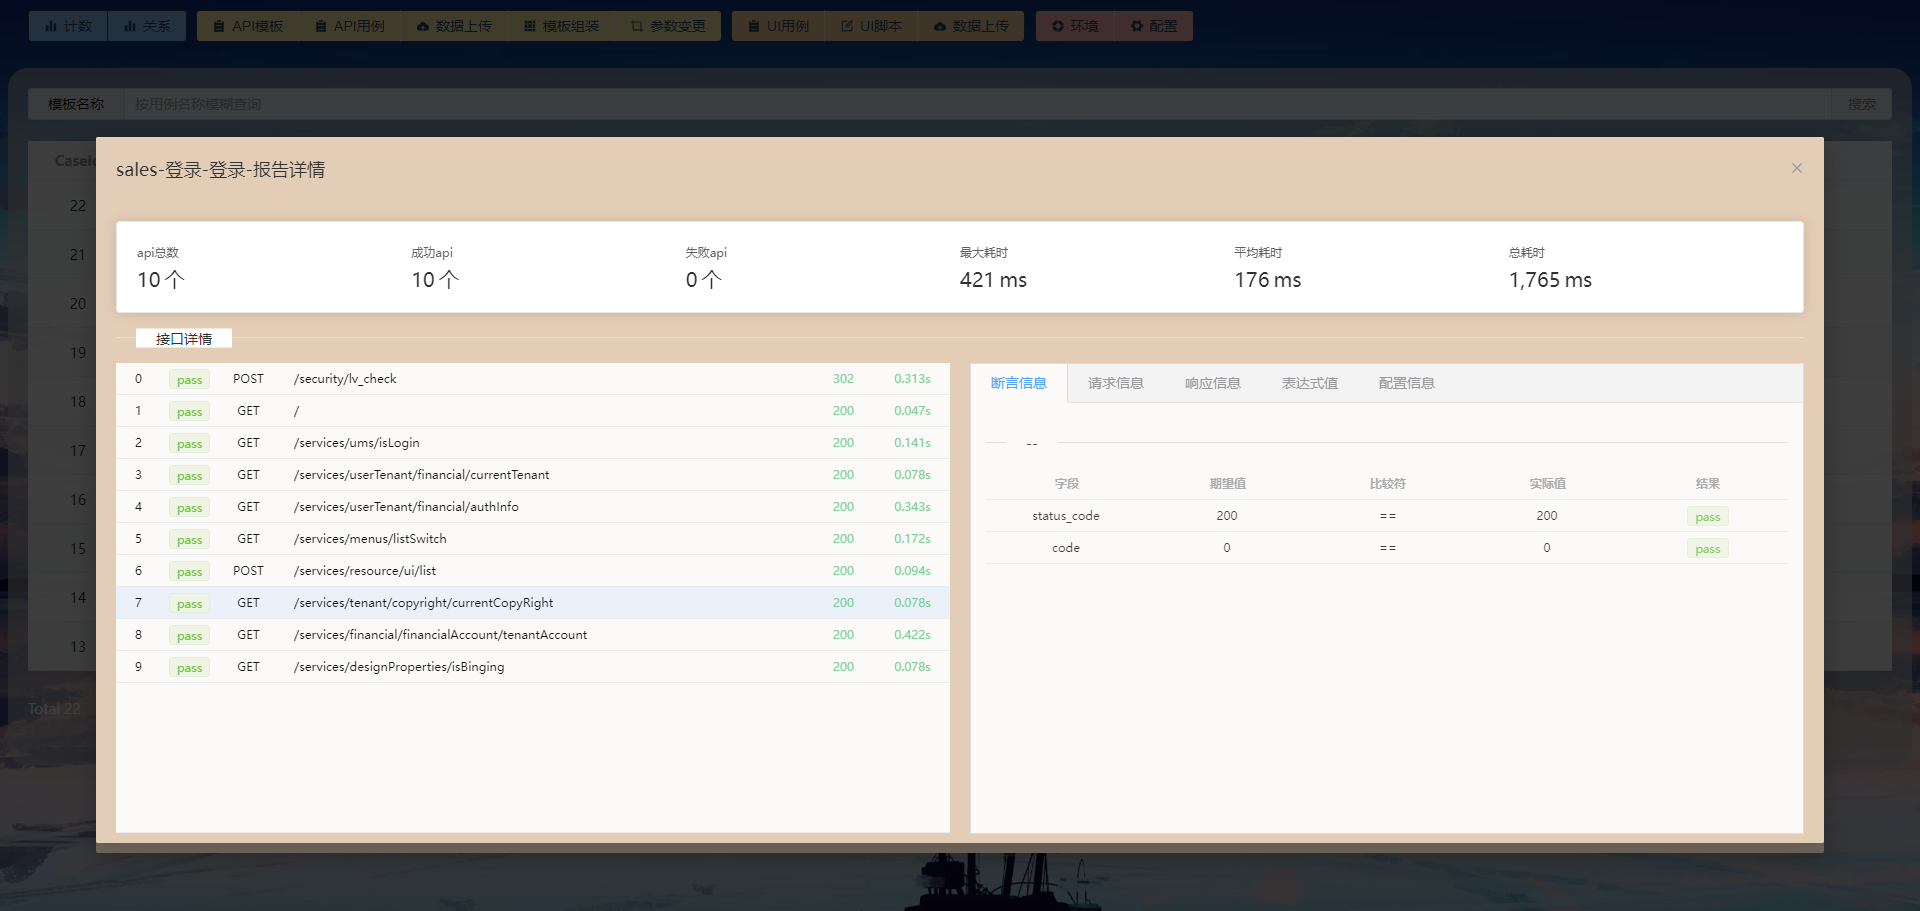 计数 关系 API模板 API用例 数据上传 模板组装 参数变更 UI用例 UI脚本 数据上传 环境 配置
模板名称 按用例名称模糊查询 搜索
CaseId
22
21
20
19
18
17
16
15
14
13
Total 22
sales-登录-登录-报告详情
api总数 成功api 失败api 最大耗时 平均耗时 总耗时
10 个 10 个 0 个 421 ms 176 ms 1,765 ms
接口详情
0 pass POST /security/lv_check 302 0.313s
1 pass GET / 200 0.047s
2 pass GET /services/ums/isLogin 200 0.141s
3 pass GET /services/userTenant/financial/currentTenant 200 0.078s
4 pass GET /services/userTenant/financial/authInfo 200 0.343s
5 pass GET /services/menus/listSwitch 200 0.172s
6 pass POST /services/resource/ui/list 200 0.094s
7 pass GET /services/tenant/copyright/currentCopyRight 200 0.078s
8 pass GET /services/financial/financialAccount/tenantAccount 200 0.422s
9 pass GET /services/designProperties/isBinging 200 0.078s
断言信息 请求信息 响应信息 表达式值 配置信息
--
字段 期望值 比较符 实际值 结果
status_code 200 == 200 pass
code 0 == 0 pass